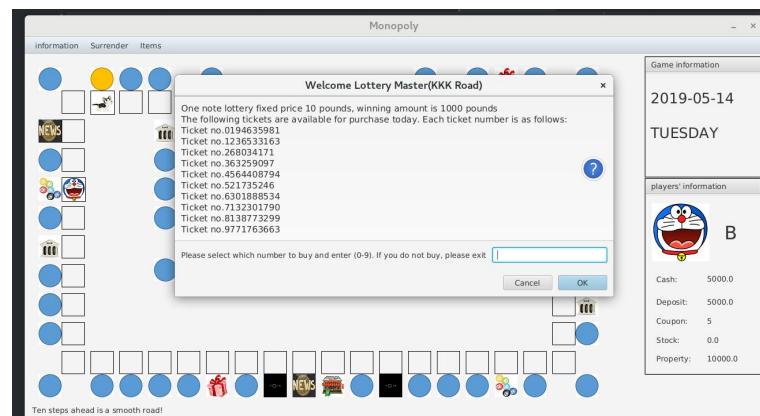 Monopoly
information Surrender Items
Welcome Lottery Master(KKK Road)
One note lottery fixed price 10 pounds, winning amount is 1000 pounds
The following tickets are available for purchase today. Each ticket number is as follows:
Ticket no.0194635981
Ticket no.1236533163
Ticket no.268034171
Ticket no.363259097
Ticket no.4564408794
Ticket no.521735246
Ticket no.6301888534
Ticket no.7132301790
Ticket no.8138773299
Ticket no.9771763663
?
Please select which number to buy and enter (0-9). If you do not buy, please exit
Cancel OK
Game information
2019-05-14
TUESDAY
players' information
B
Cash: 5000.0
Deposit: 5000.0
Coupon: 5
Stock: 0.0
Property: 10000.0
NEWS
NEWS
Ten steps ahead is a smooth road!